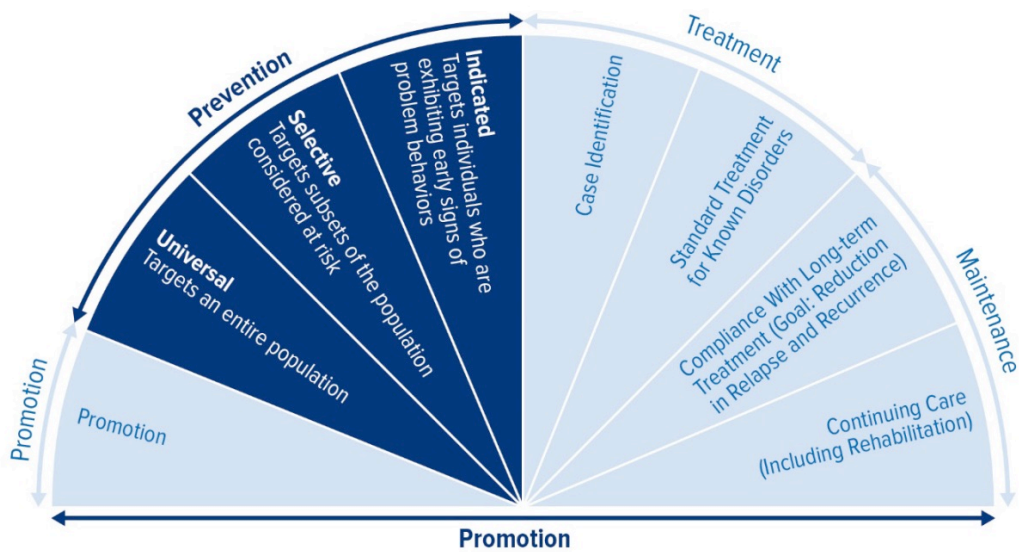 Promotion
Promotion
Prevention
Universal
Targets an entire population
Selective
Targets subsets of the population
considered at risk
Indicated
Targets individuals who are
exhibiting early signs of
problem behaviors
Treatment
Case Identification
Standard Treatment
for Known Disorders
Maintenance
Compliance With Long-term
Treatment (Goal: Reduction
in Relapse and Recurrence)
Continuing Care
(Including Rehabilitation)
Promotion